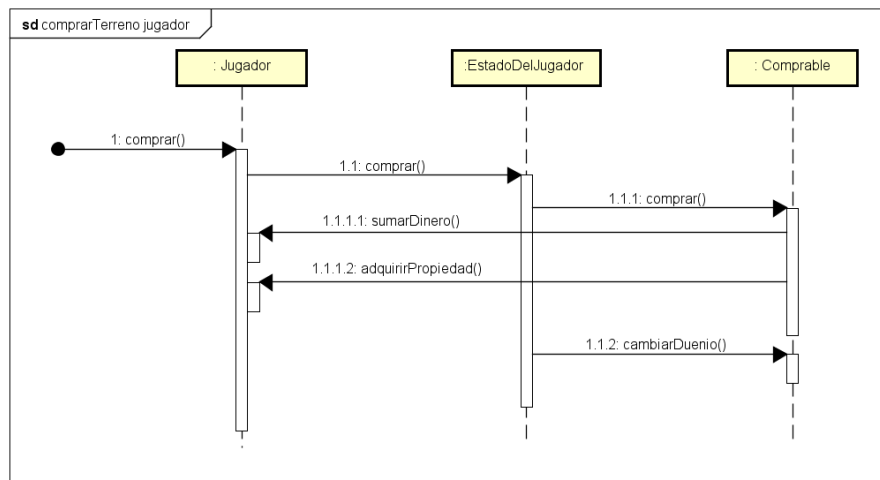 sd comprarTerreno jugador
: Jugador
:EstadoDelJugador
: Comprable
1: comprar()
1.1: comprar()
1.1.1: comprar()
1.1.1.1: sumarDinero()
1.1.1.2: adquirirPropiedad()
1.1.2: cambiarDuenio()